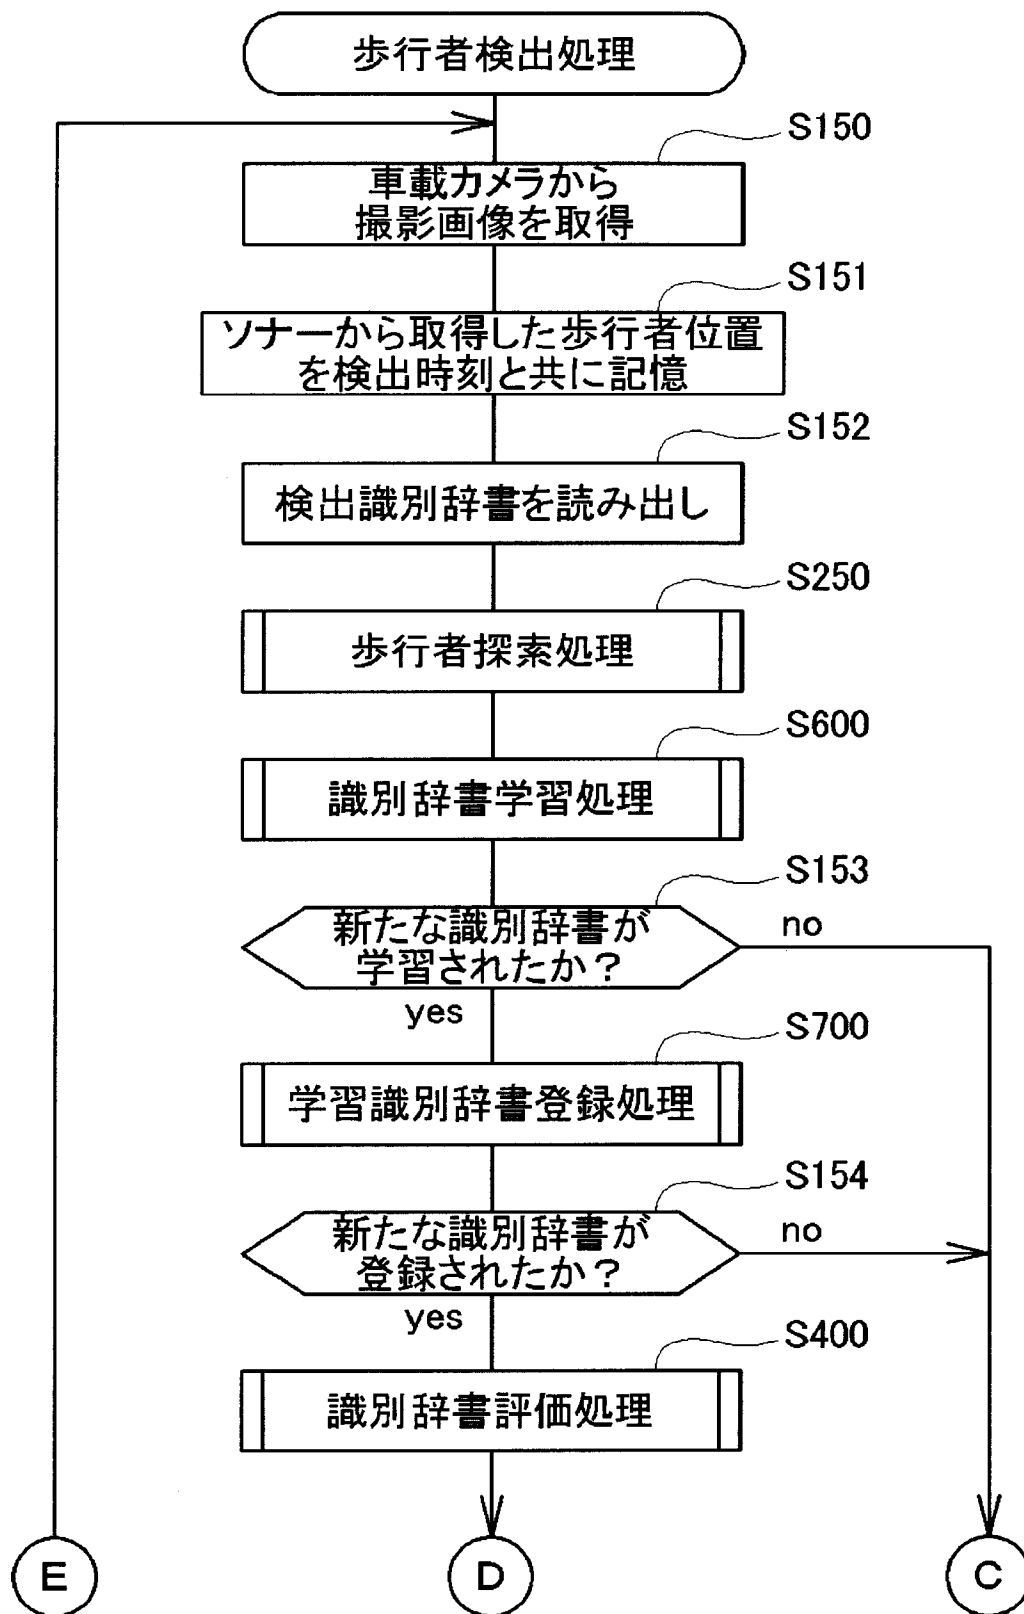 歩行者検出処理
S150
車載カメラから
撮影画像を取得
S151
ソナーから取得した歩行者位置
を検出時刻と共に記憶
S152
検出識別辞書を読み出し
S250
歩行者探索処理
S600
識別辞書学習処理
S153
新たな識別辞書が
学習されたか？
no
yes
S700
学習識別辞書登録処理
S154
新たな識別辞書が
登録されたか？
no
yes
S400
識別辞書評価処理
E
D
C